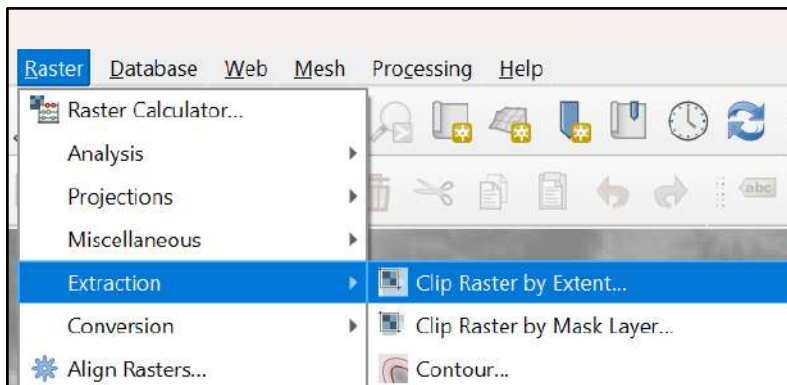 Raster Database Web Mesh Processing Help
Raster Calculator...
Analysis
Projections
Miscellaneous
Extraction
Clip Raster by Extent...
Conversion
Clip Raster by Mask Layer...
Align Rasters...
Contour...
abc